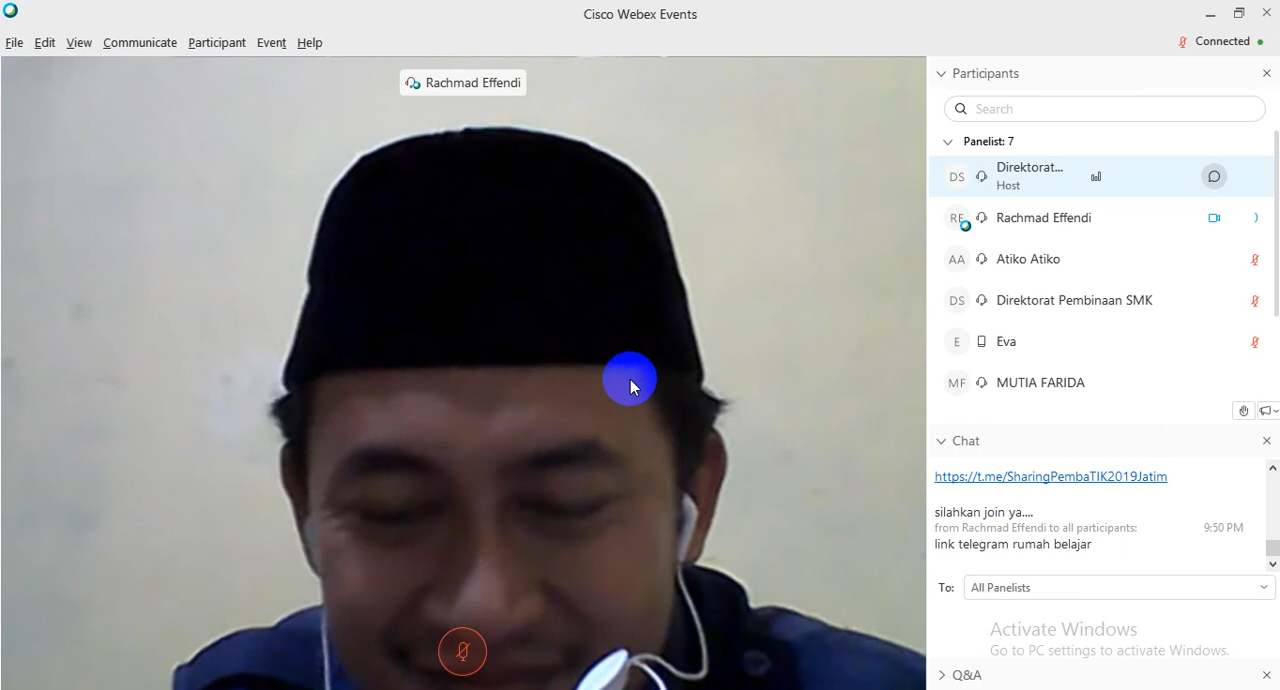 Cisco Webex Events
File Edit View Communicate Participant Event Help
Connected
Rachmad Effendi
Participants
Search
Panelist: 7
DS Direktorat...
Host
RE Rachmad Effendi
AA Atiko Atiko
DS Direktorat Pembinaan SMK
E Eva
MF MUTIA FARIDA
Chat
https://t.me/SharingPembaTIK2019Jatim
silahkan join ya....
from Rachmad Effendi to all participants: 9:50 PM
link telegram rumah belajar
To: All Panelists
Activate Windows
Go to PC settings to activate Windows.
Q&A